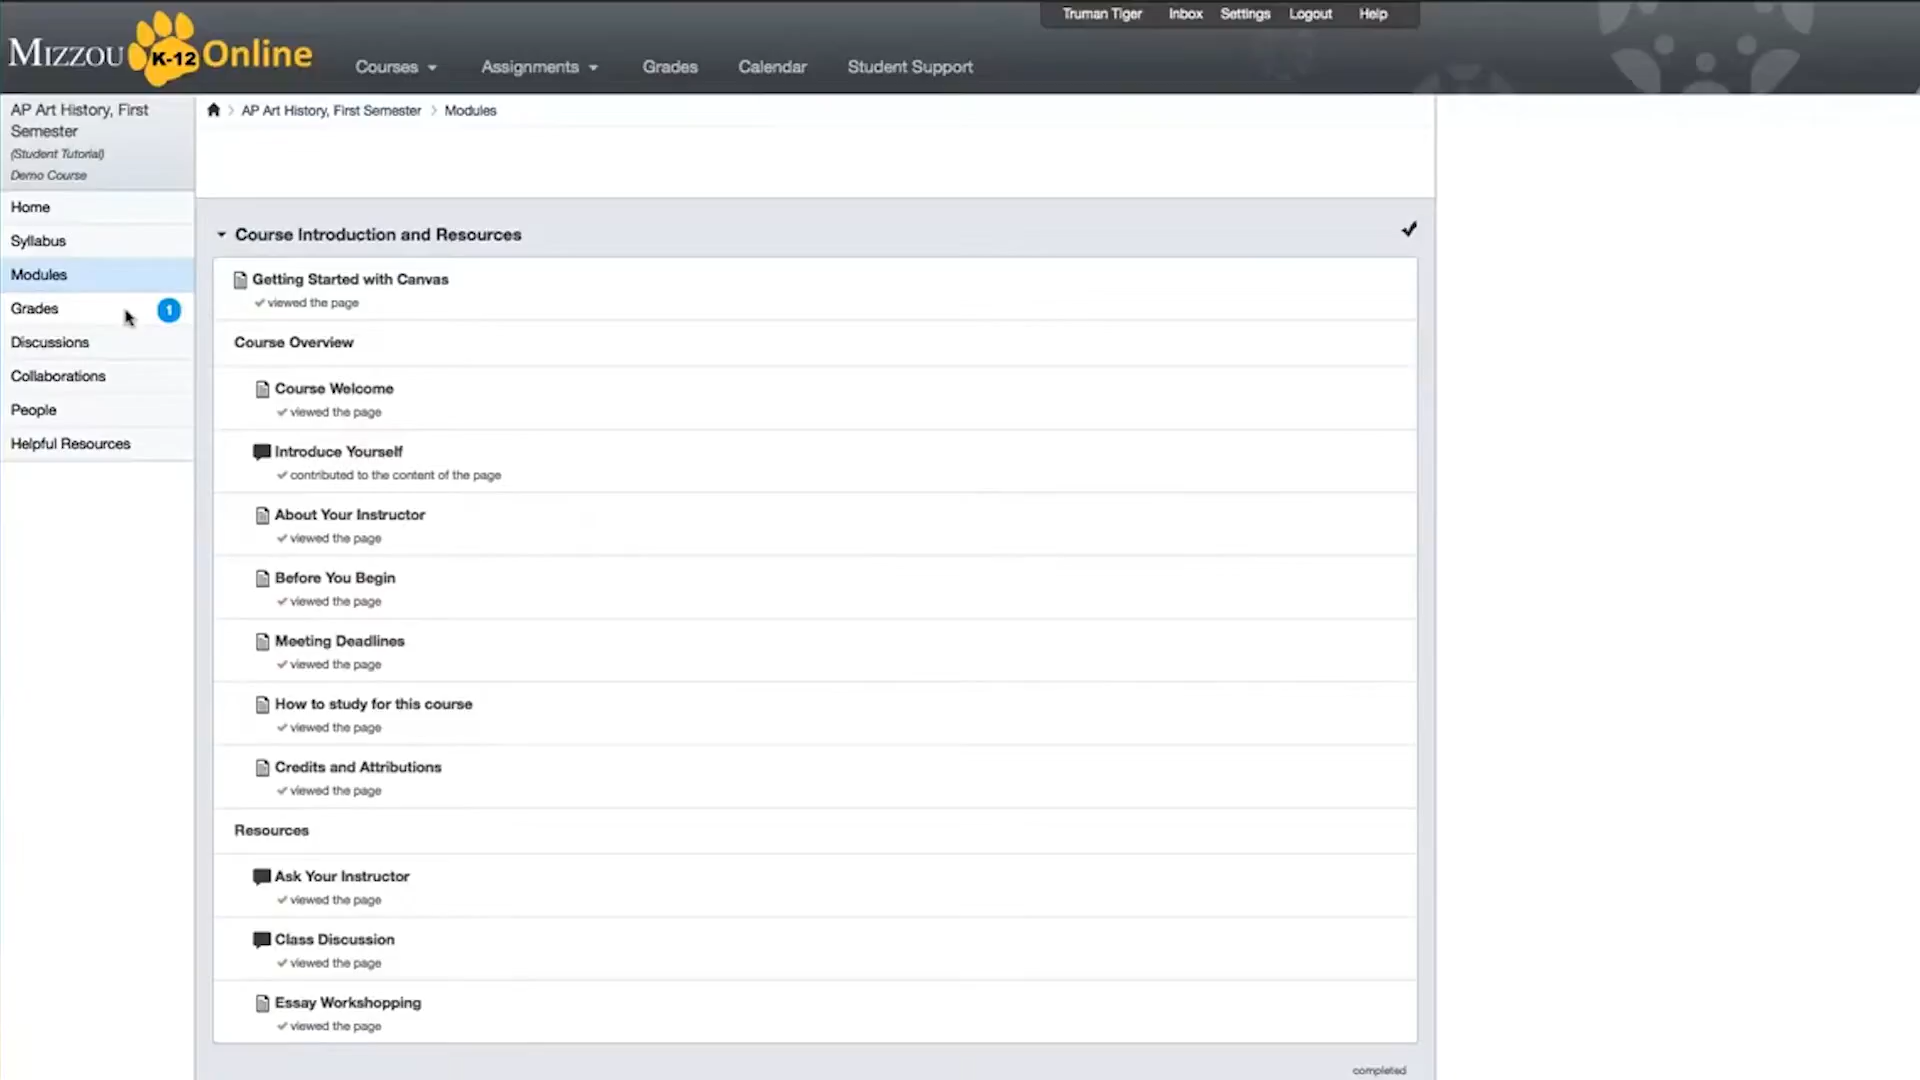 Truman Tiger Inbox Settings Logout Help
MIZZOU K-12 Online
Courses Assignments Grades Calendar Student Support
AP Art History, First
Semester
(Student Tutorial)
Demo Course
Home
Syllabus
Modules
Grades 1
Discussions
Collaborations
People
Helpful Resources
AP Art History, First Semester Modules
Course Introduction and Resources
Getting Started with Canvas
viewed the page
Course Overview
Course Welcome
viewed the page
Introduce Yourself
contributed to the content of the page
About Your Instructor
viewed the page
Before You Begin
viewed the page
Meeting Deadlines
viewed the page
How to study for this course
viewed the page
Credits and Attributions
viewed the page
Resources
Ask Your Instructor
viewed the page
Class Discussion
viewed the page
Essay Workshopping
viewed the page
completed